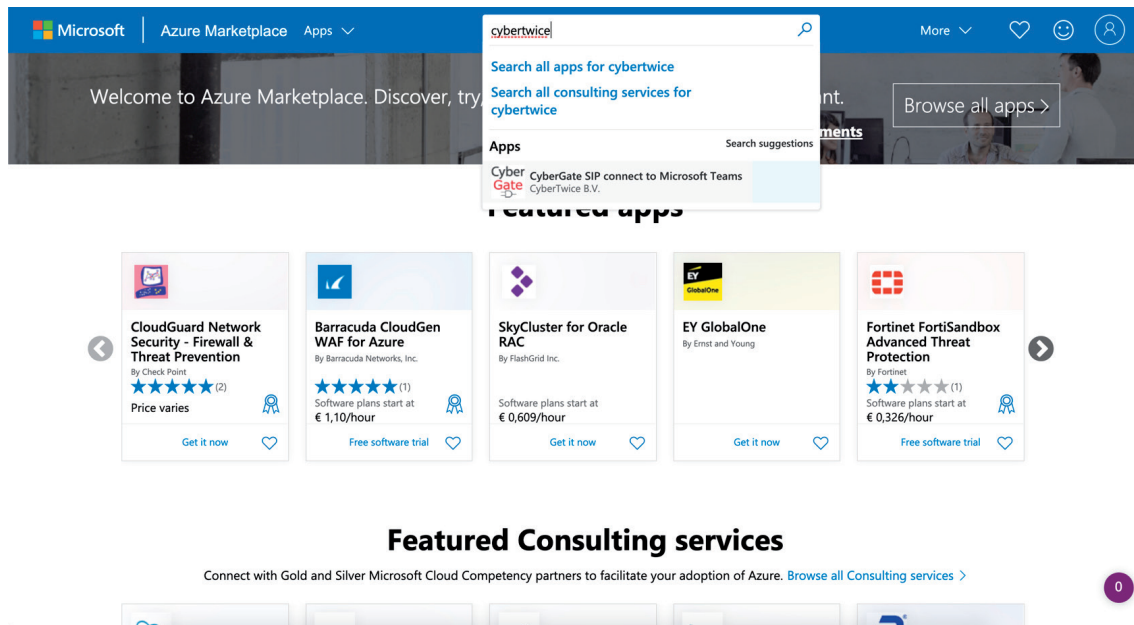 Microsoft
Azure Marketplace
Apps
cybertwice
More
Search all apps for cybertwice
Search all consulting services for
cybertwice
Welcome to Azure Marketplace. Discover, try,
nt.
ments
Browse all apps >
Apps
Search suggestions
Cyber
Gate
CyberGate SIP connect to Microsoft Teams
CyberTwice B.V.
Featured apps
CloudGuard Network
Security - Firewall &
Threat Prevention
By Check Point
(2)
Price varies
Get it now
Barracuda CloudGen
WAF for Azure
By Barracuda Networks, Inc.
(1)
Software plans start at
€ 1,10/hour
Free software trial
SkyCluster for Oracle
RAC
By FlashGrid Inc.
Software plans start at
€ 0,609/hour
Get it now
EY
GlobalOne
EY GlobalOne
By Ernst and Young
Get it now
Fortinet FortiSandbox
Advanced Threat
Protection
By Fortinet
(1)
Software plans start at
€ 0,326/hour
Free software trial
Featured Consulting services
Connect with Gold and Silver Microsoft Cloud Competency partners to facilitate your adoption of Azure. Browse all Consulting services >
0